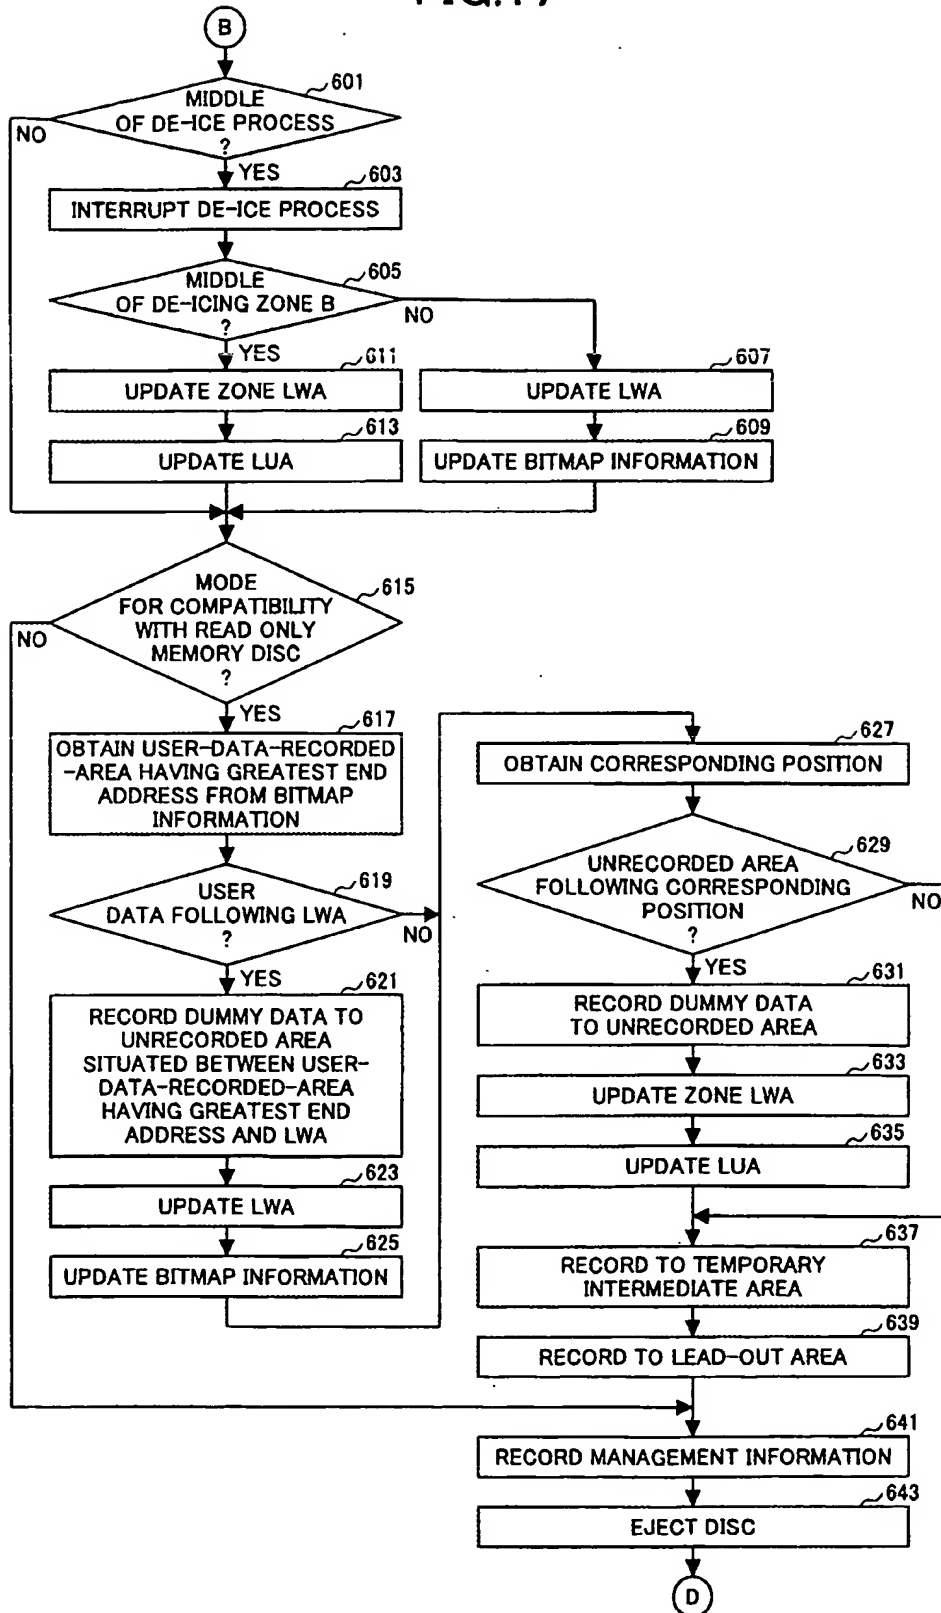 FIG.17
B
601
MIDDLE
OF DE-ICE PROCESS
?
NO
YES
603
INTERRUPT DE-ICE PROCESS
605
MIDDLE
OF DE-ICING ZONE B
?
NO
YES
611
UPDATE ZONE LWA
607
UPDATE LWA
613
UPDATE LUA
609
UPDATE BITMAP INFORMATION
615
MODE
FOR COMPATIBILITY
WITH READ ONLY
MEMORY DISC
?
NO
YES
617
OBTAIN USER-DATA-RECORDED
-AREA HAVING GREATEST END
ADDRESS FROM BITMAP
INFORMATION
619
USER
DATA FOLLOWING LWA
?
NO
YES
621
RECORD DUMMY DATA TO
UNRECORDED AREA
SITUATED BETWEEN USER-
DATA-RECORDED-AREA
HAVING GREATEST END
ADDRESS AND LWA
623
UPDATE LWA
625
UPDATE BITMAP INFORMATION
627
OBTAIN CORRESPONDING POSITION
629
UNRECORDED AREA
FOLLOWING CORRESPONDING
POSITION
?
NO
YES
631
RECORD DUMMY DATA
TO UNRECORDED AREA
633
UPDATE ZONE LWA
635
UPDATE LUA
637
RECORD TO TEMPORARY
INTERMEDIATE AREA
639
RECORD TO LEAD-OUT AREA
641
RECORD MANAGEMENT INFORMATION
643
EJECT DISC
D